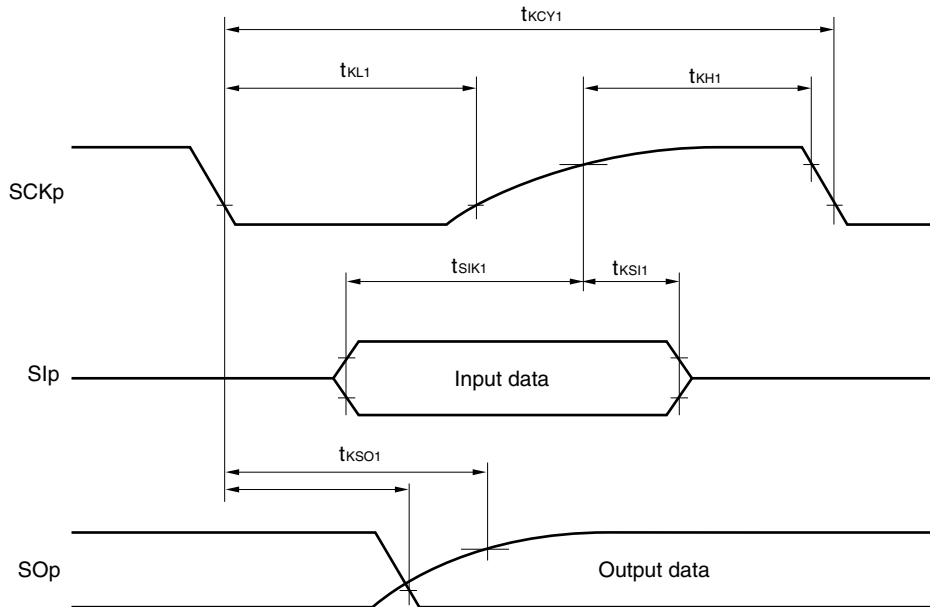 tKCY1
tKL1
tKH1
SCKp
tSIK1
tKSI1
SIp
Input data
tKSO1
SOp
Output data